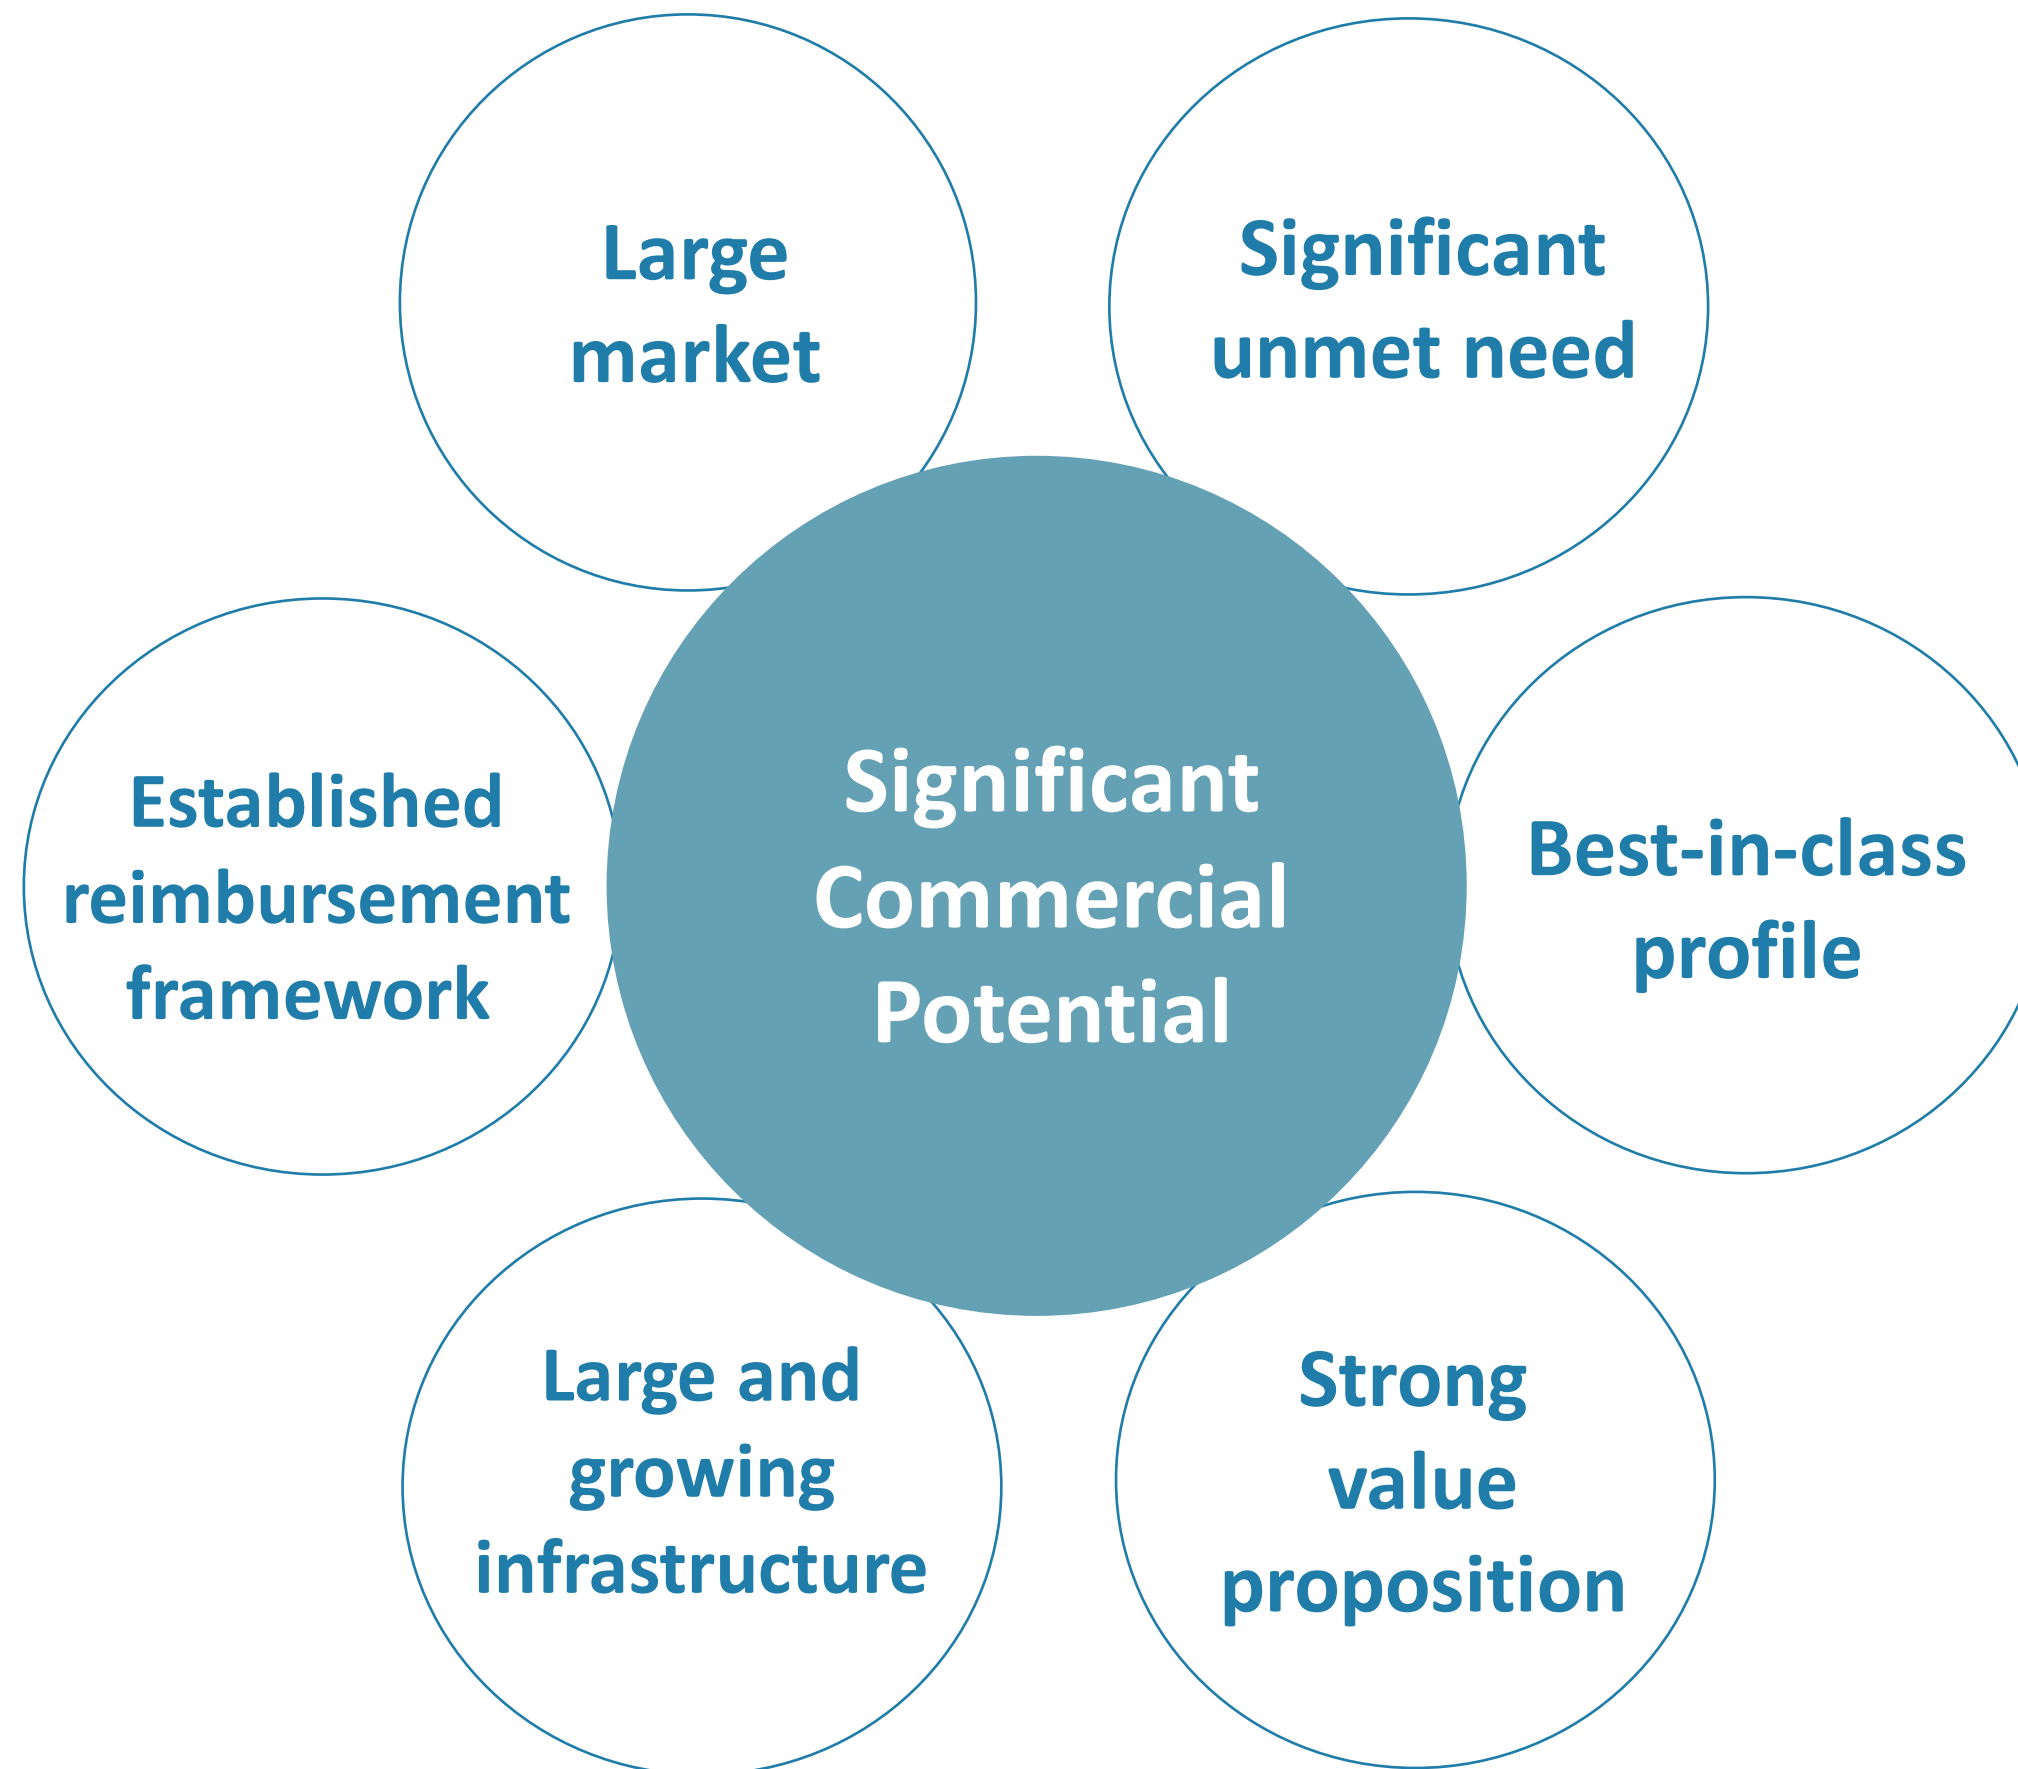 Large
market
Significant
unmet need
Established
reimbursement
framework
Significant
Commercial
Potential
Best-in-class
profile
Large and
growing
infrastructure
Strong
value
proposition